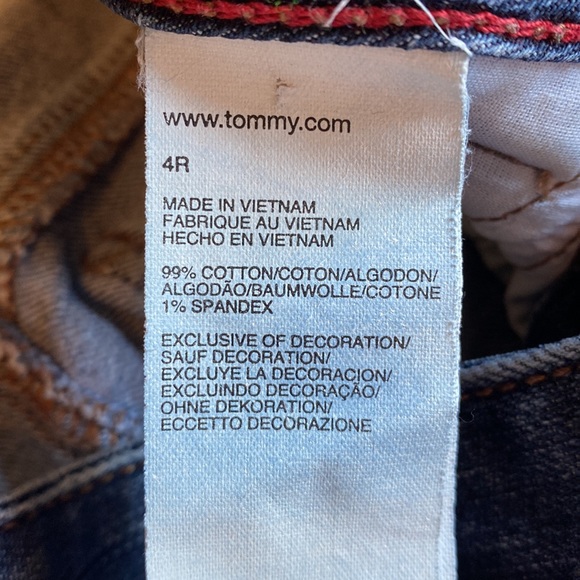 www.tommy.com
4R
MADE IN VIETNAM
FABRIQUE AU VIETNAM
HECHO EN VIETNAM
99% COTTON/COTON/ALGODON/
ALGODÃO/BAUMWOLLE/COTONE
1% SPANDEX
EXCLUSIVE OF DECORATION/
SAUF DECORATION/
EXCLUYE LA DECORACION/
EXCLUINDO DECORAÇÃO/
OHNE DEKORATION/
ECCETTO DECORAZIONE